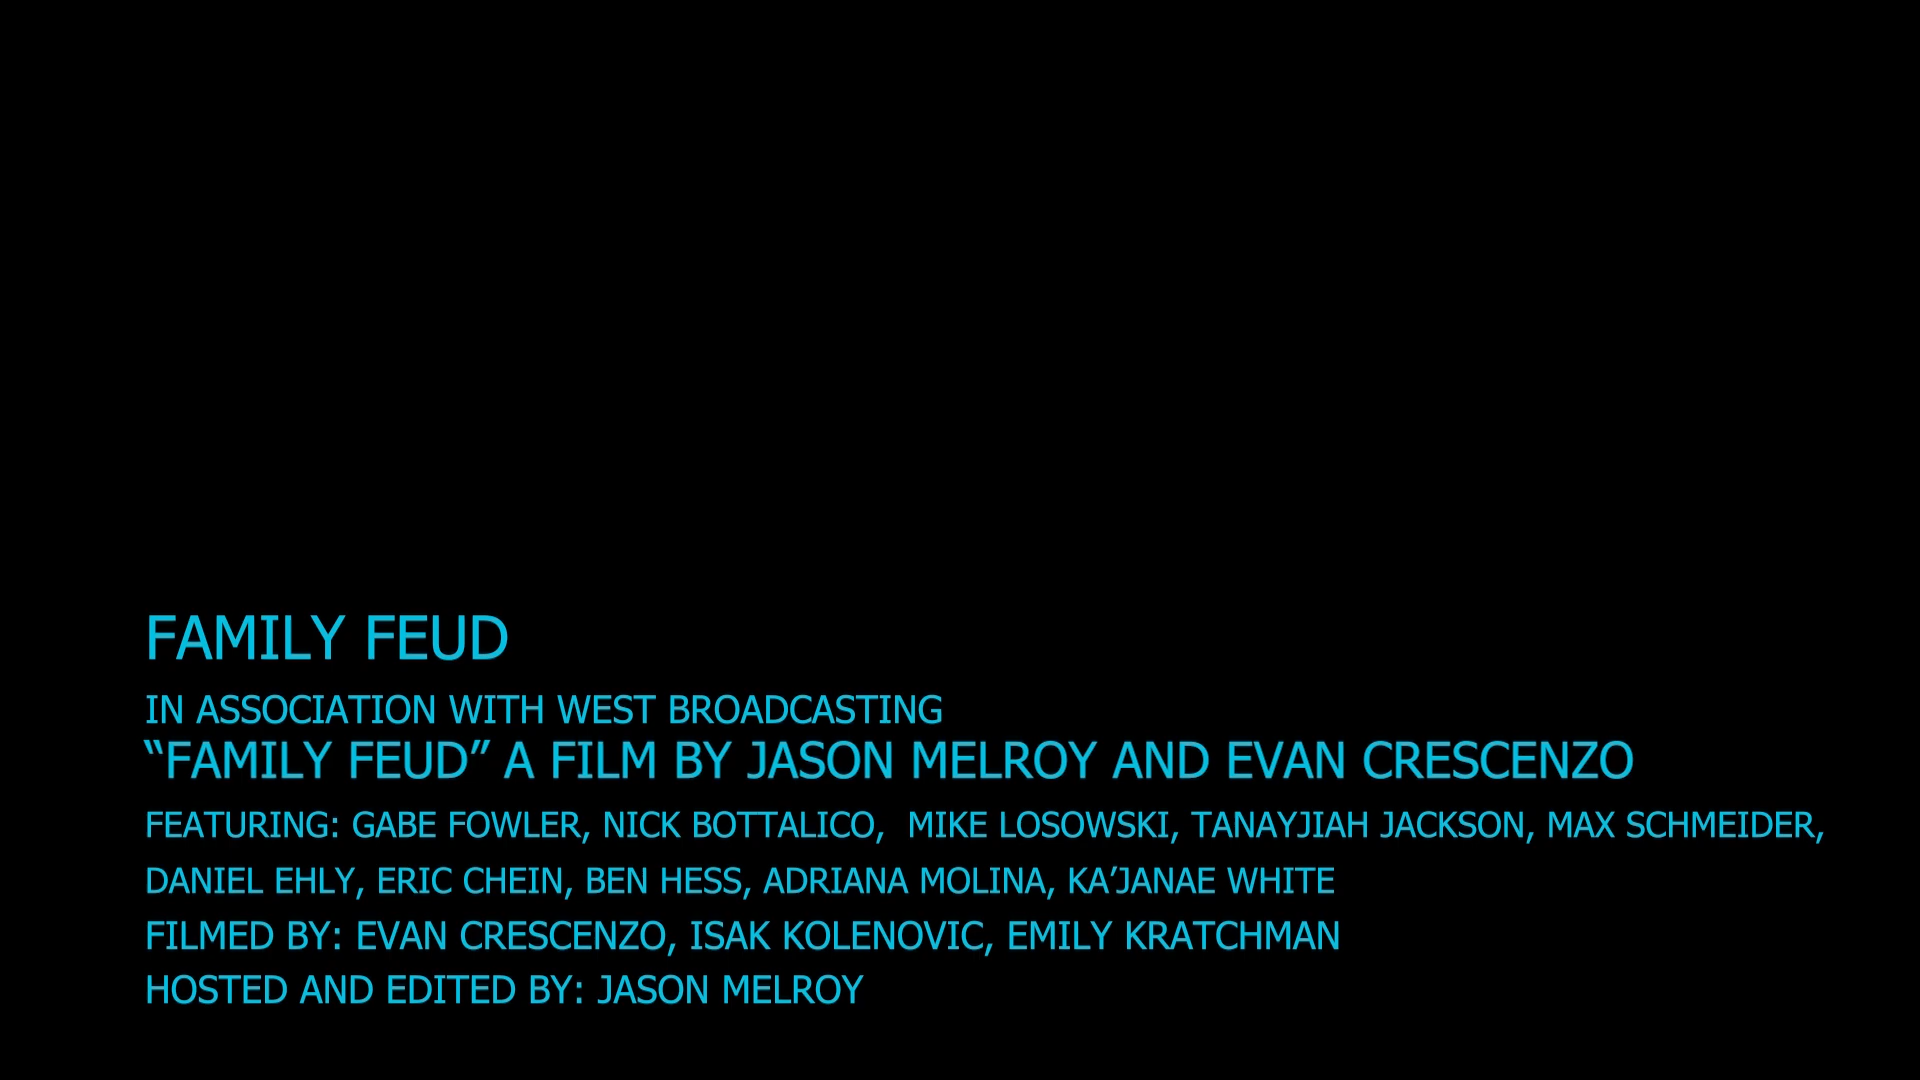 FAMILY FEUD
IN ASSOCIATION WITH WEST BROADCASTING
“FAMILY FEUD” A FILM BY JASON MELROY AND EVAN CRESCENZO
FEATURING: GABE FOWLER, NICK BOTTALICO,  MIKE LOSOWSKI, TANAYJIAH JACKSON, MAX SCHMEIDER,
DANIEL EHLY, ERIC CHEIN, BEN HESS, ADRIANA MOLINA, KA’JANAE WHITE
FILMED BY: EVAN CRESCENZO, ISAK KOLENOVIC, EMILY KRATCHMAN
HOSTED AND EDITED BY: JASON MELROY